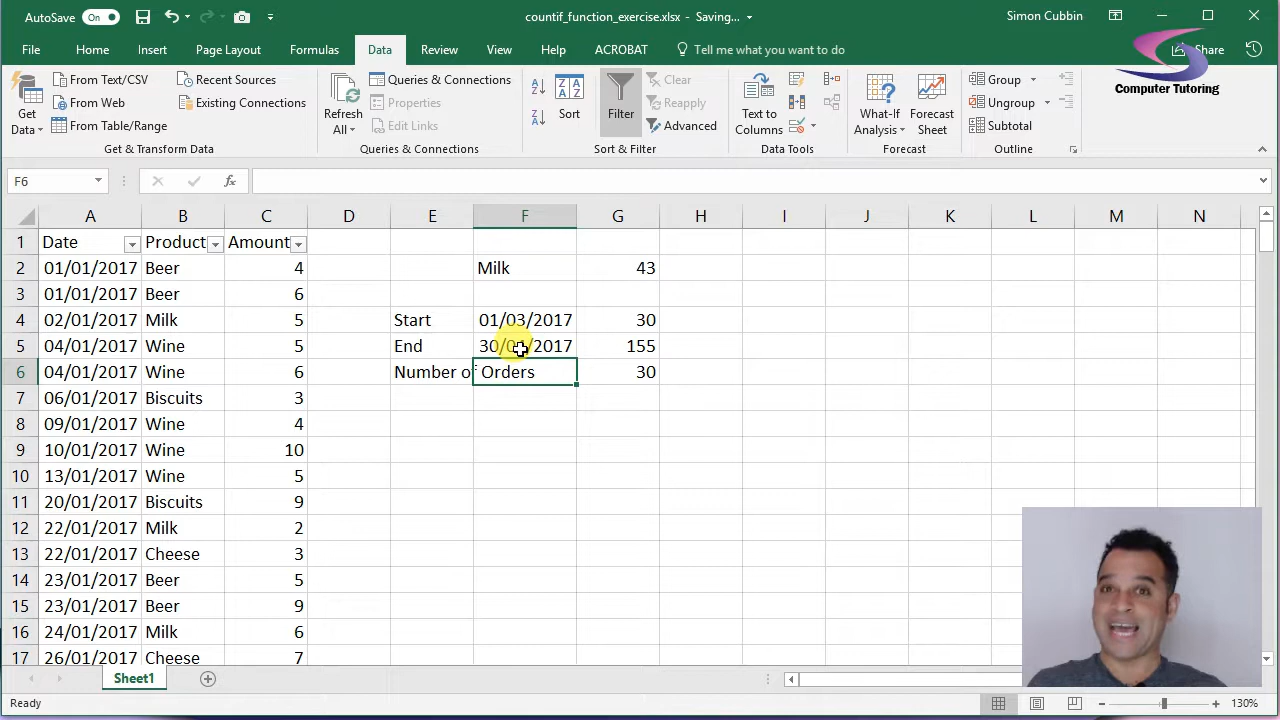 AutoSave On countif_function_exercise.xlsx - Saving... Simon Cubbin
File Home Insert Page Layout Formulas Data Review View Help ACROBAT Tell me what you want to do Share
Computer Tutoring
Get Data
From Text/CSV
From Web
From Table/Range
Recent Sources
Existing Connections
Get & Transform Data
Refresh All
Queries & Connections
Properties
Edit Links
Queries & Connections
Sort
Filter
Clear
Reapply
Advanced
Sort & Filter
Text to Columns
Data Tools
What-If Analysis
Forecast Sheet
Forecast
Group
Ungroup
Subtotal
Outline
F6 fx
A B C D E F G H I J K L M N
1 Date Product Amount
2 01/01/2017 Beer 4 Milk 43
3 01/01/2017 Beer 6
4 02/01/2017 Milk 5 Start 01/03/2017 30
5 04/01/2017 Wine 5 End 155
6 04/01/2017 Wine 6 Number of Orders 30
7 06/01/2017 Biscuits 3
8 09/01/2017 Wine 4
9 10/01/2017 Wine 10
10 13/01/2017 Wine 5
11 20/01/2017 Biscuits 9
12 22/01/2017 Milk 2
13 22/01/2017 Cheese 3
14 23/01/2017 Beer 5
15 23/01/2017 Beer 9
16 24/01/2017 Milk 6
17 26/01/2017 Cheese 7
Sheet1
Ready 130%